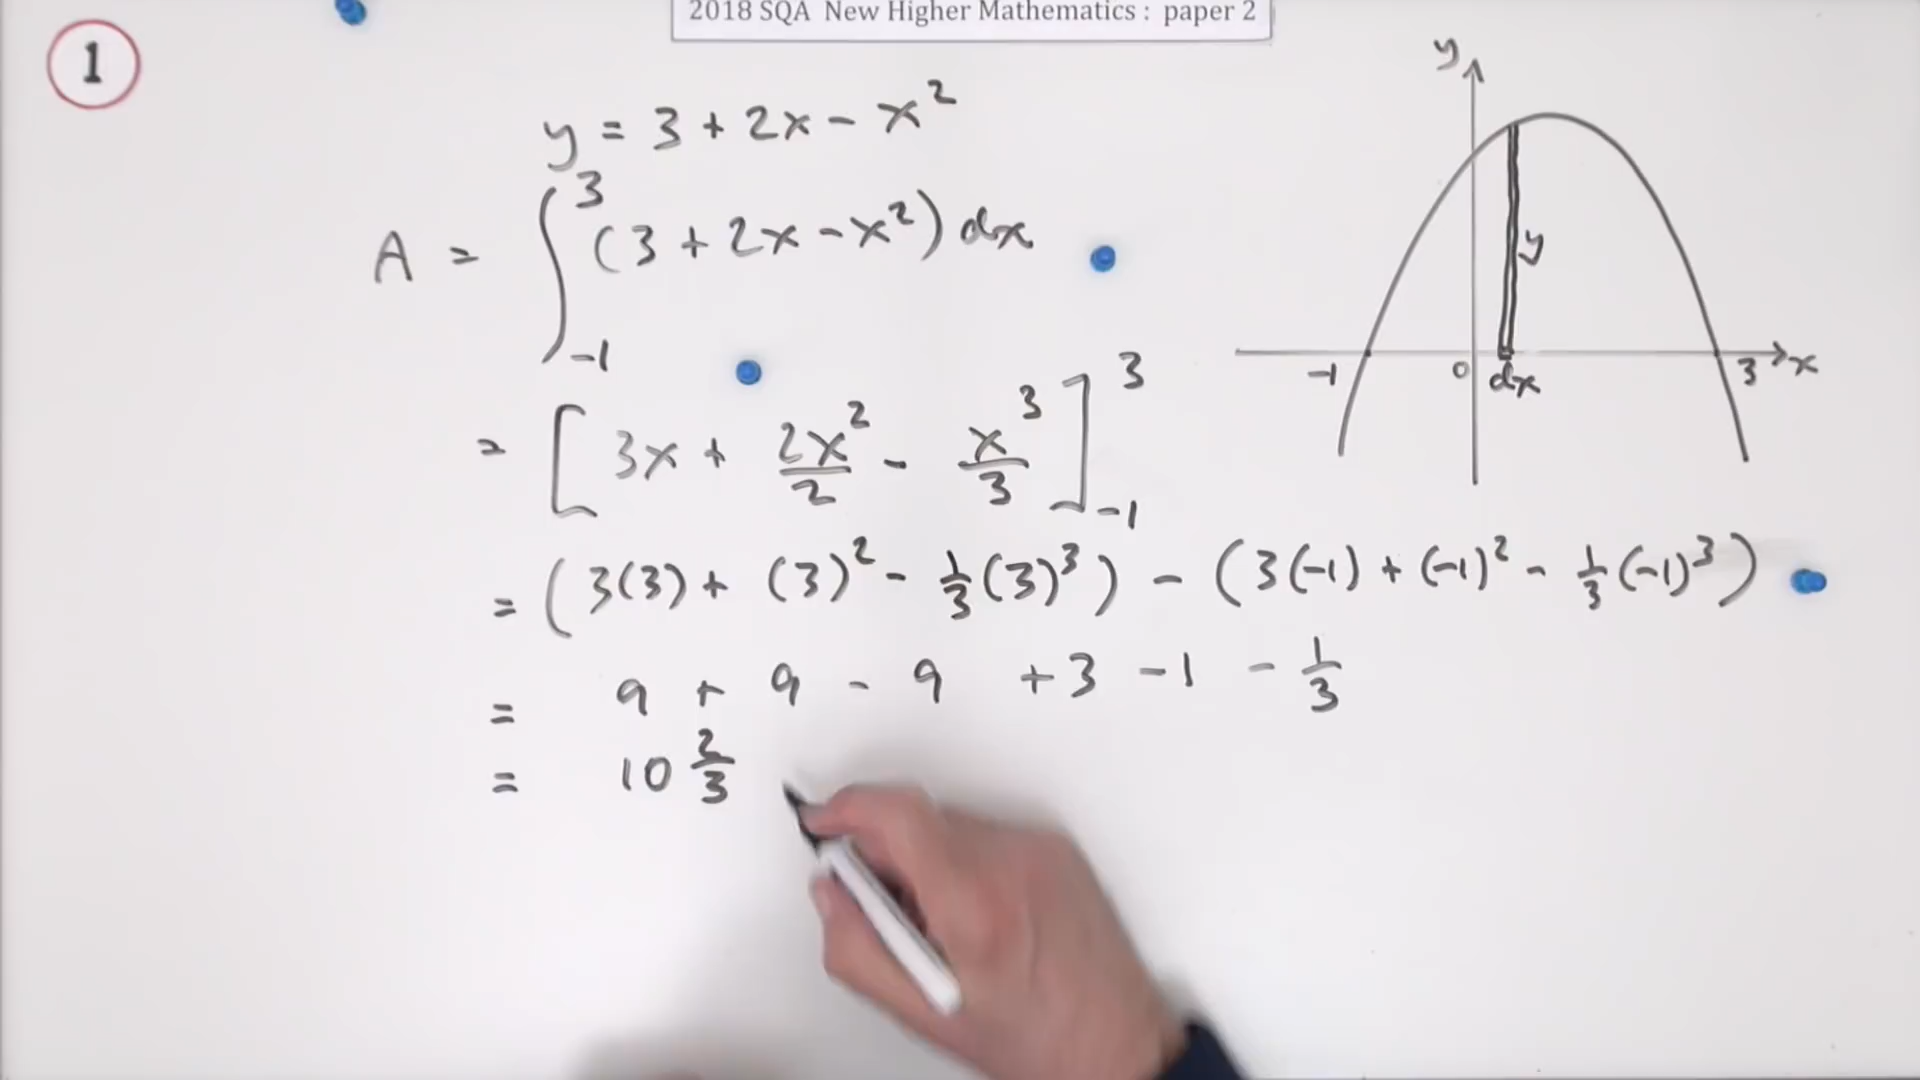 2018 SQA New Higher Mathematics : paper 2
1
y = 3 + 2x - x²
A = ∫₋₁³ (3 + 2x - x²) dx
= [ 3x + 2x²/2 - x³/3 ]₋₁³
= ( 3(3) + (3)² - 1/3 (3)³ ) - ( 3(-1) + (-1)² - 1/3 (-1)³ )
= 9 + 9 - 9 + 3 - 1 - 1/3
= 10 2/3
y
y
-1 0 dx 3 x